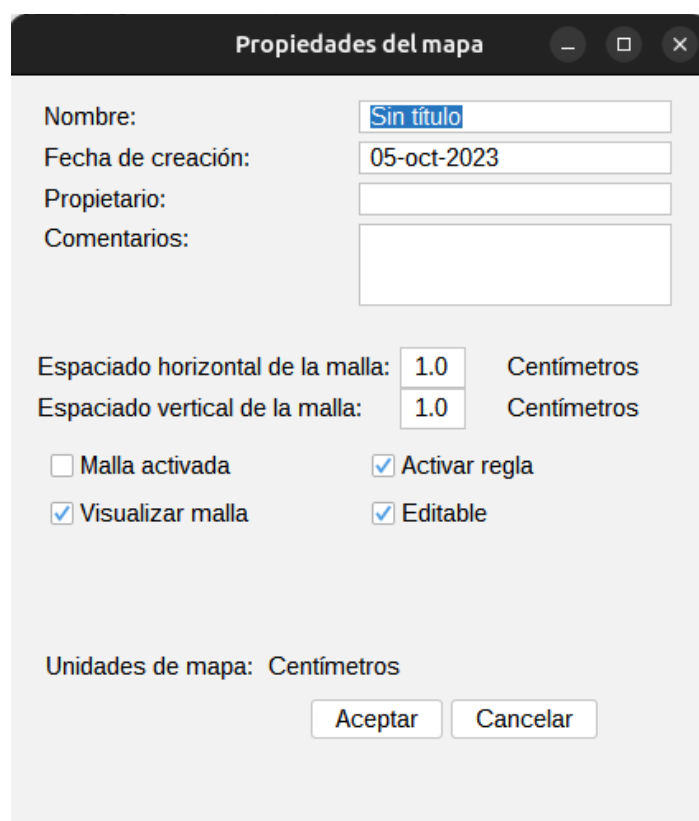 Propiedades del mapa
Nombre: Sin título
Fecha de creación: 05-oct-2023
Propietario:
Comentarios:
Espaciado horizontal de la malla: 1.0 Centímetros
Espaciado vertical de la malla: 1.0 Centímetros
Malla activada Activar regla
Visualizar malla Editable
Unidades de mapa: Centímetros
Aceptar Cancelar